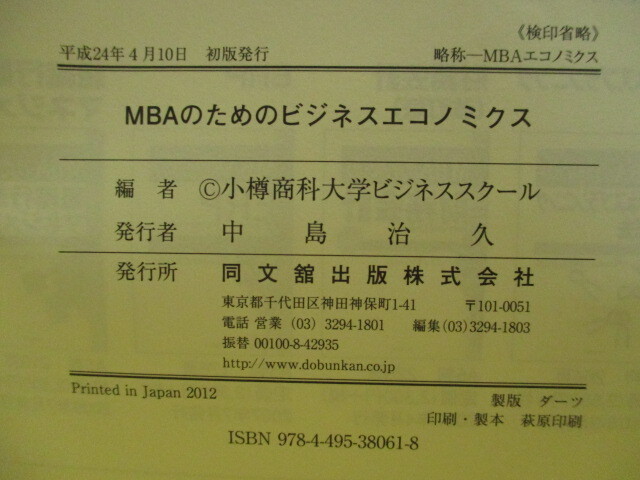 《検印省略》
平成24年4月10日 初版発行 略称―MBAエコノミクス
MBAのためのビジネスエコノミクス
編者 ©小樽商科大学ビジネススクール
発行者 中島治久
発行所 同文舘出版株式会社
東京都千代田区神田神保町1-41 〒101-0051
電話 営業 (03) 3294-1801 編集(03)3294-1803
振替 00100-8-42935
http://www.dobunkan.co.jp
Printed in Japan 2012
製版 ダーツ
印刷・製本 萩原印刷
ISBN 978-4-495-38061-8